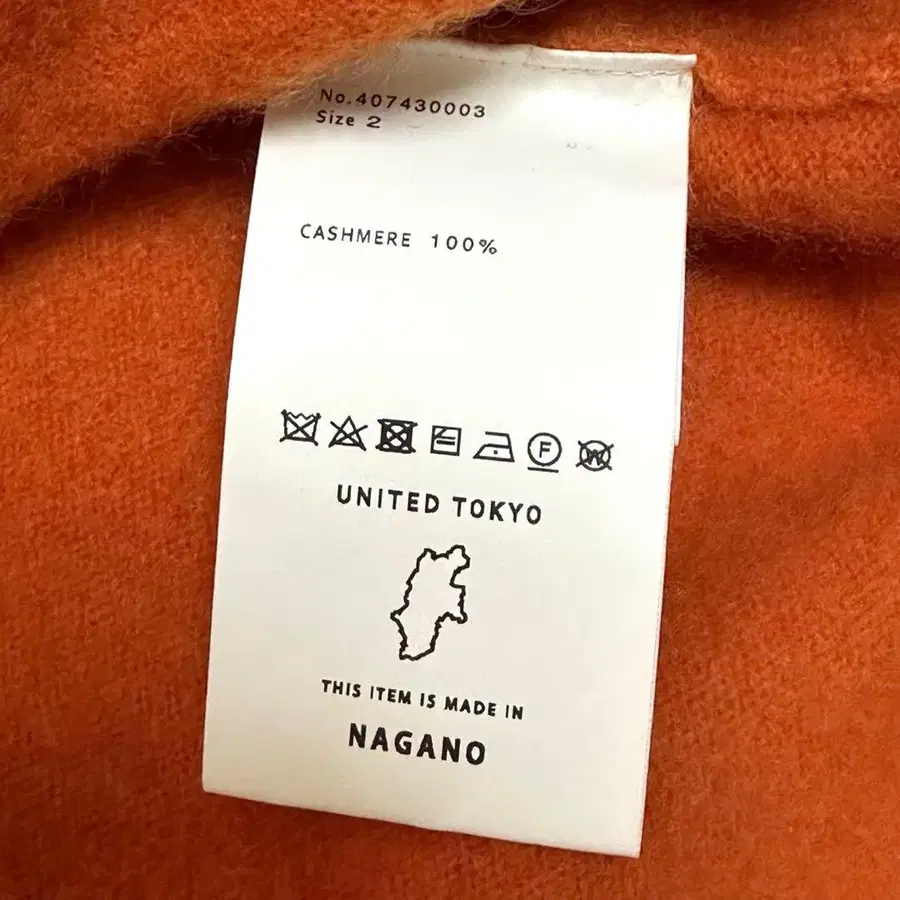 No.407430003
Size 2
CASHMERE 100%
F W
UNITED TOKYO
THIS ITEM IS MADE IN
NAGANO